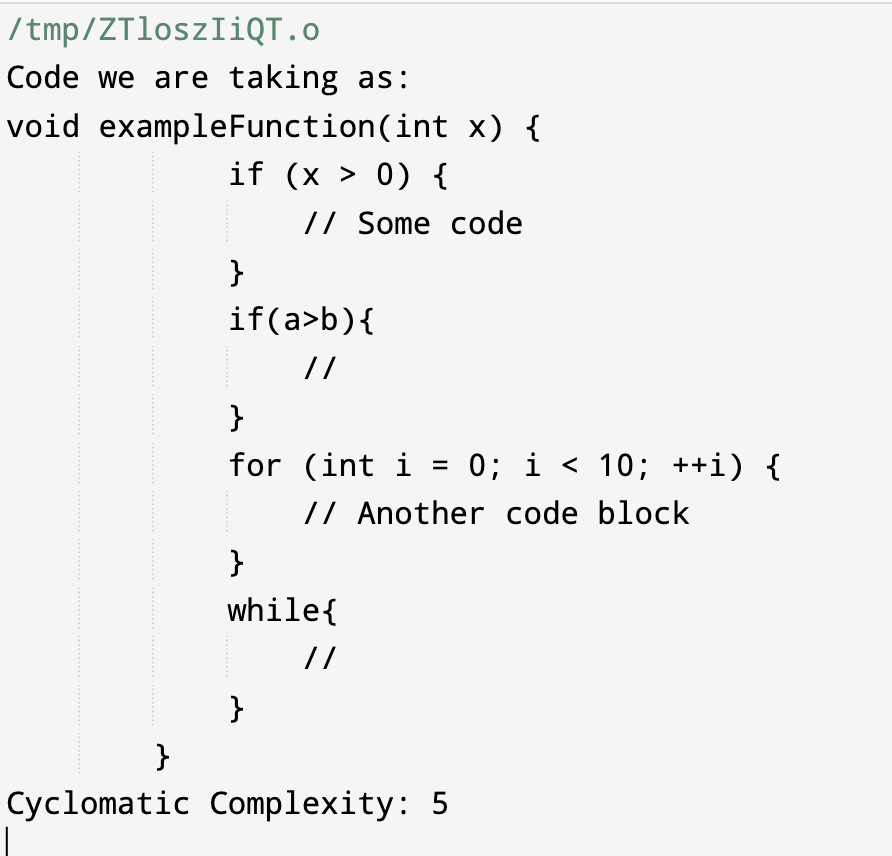 /tmp/ZTloszIiQT.o
Code we are taking as:
void exampleFunction(int x) {
            if (x > 0) {
                // Some code
            }
            if(a>b){
                //
            }
            for (int i = 0; i < 10; ++i) {
                // Another code block
            }
            while{
                //
            }
        }
Cyclomatic Complexity: 5